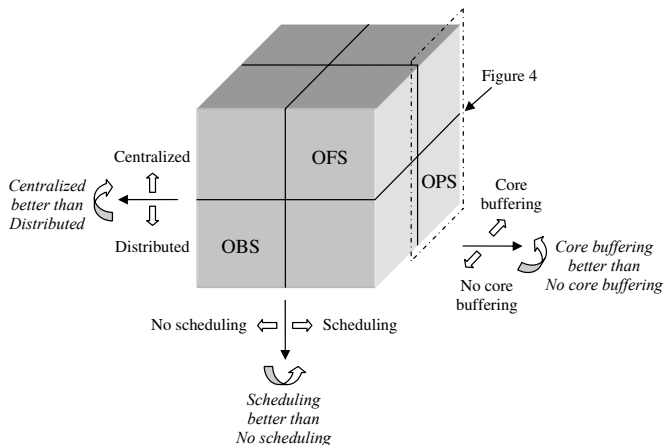 Figure 4
OFS
Centralized
OPS
Centralized
better than
Distributed
Core
buffering
Distributed
OBS
Core buffering
better than
No core buffering
No core
buffering
No scheduling
Scheduling
Scheduling
better than
No scheduling